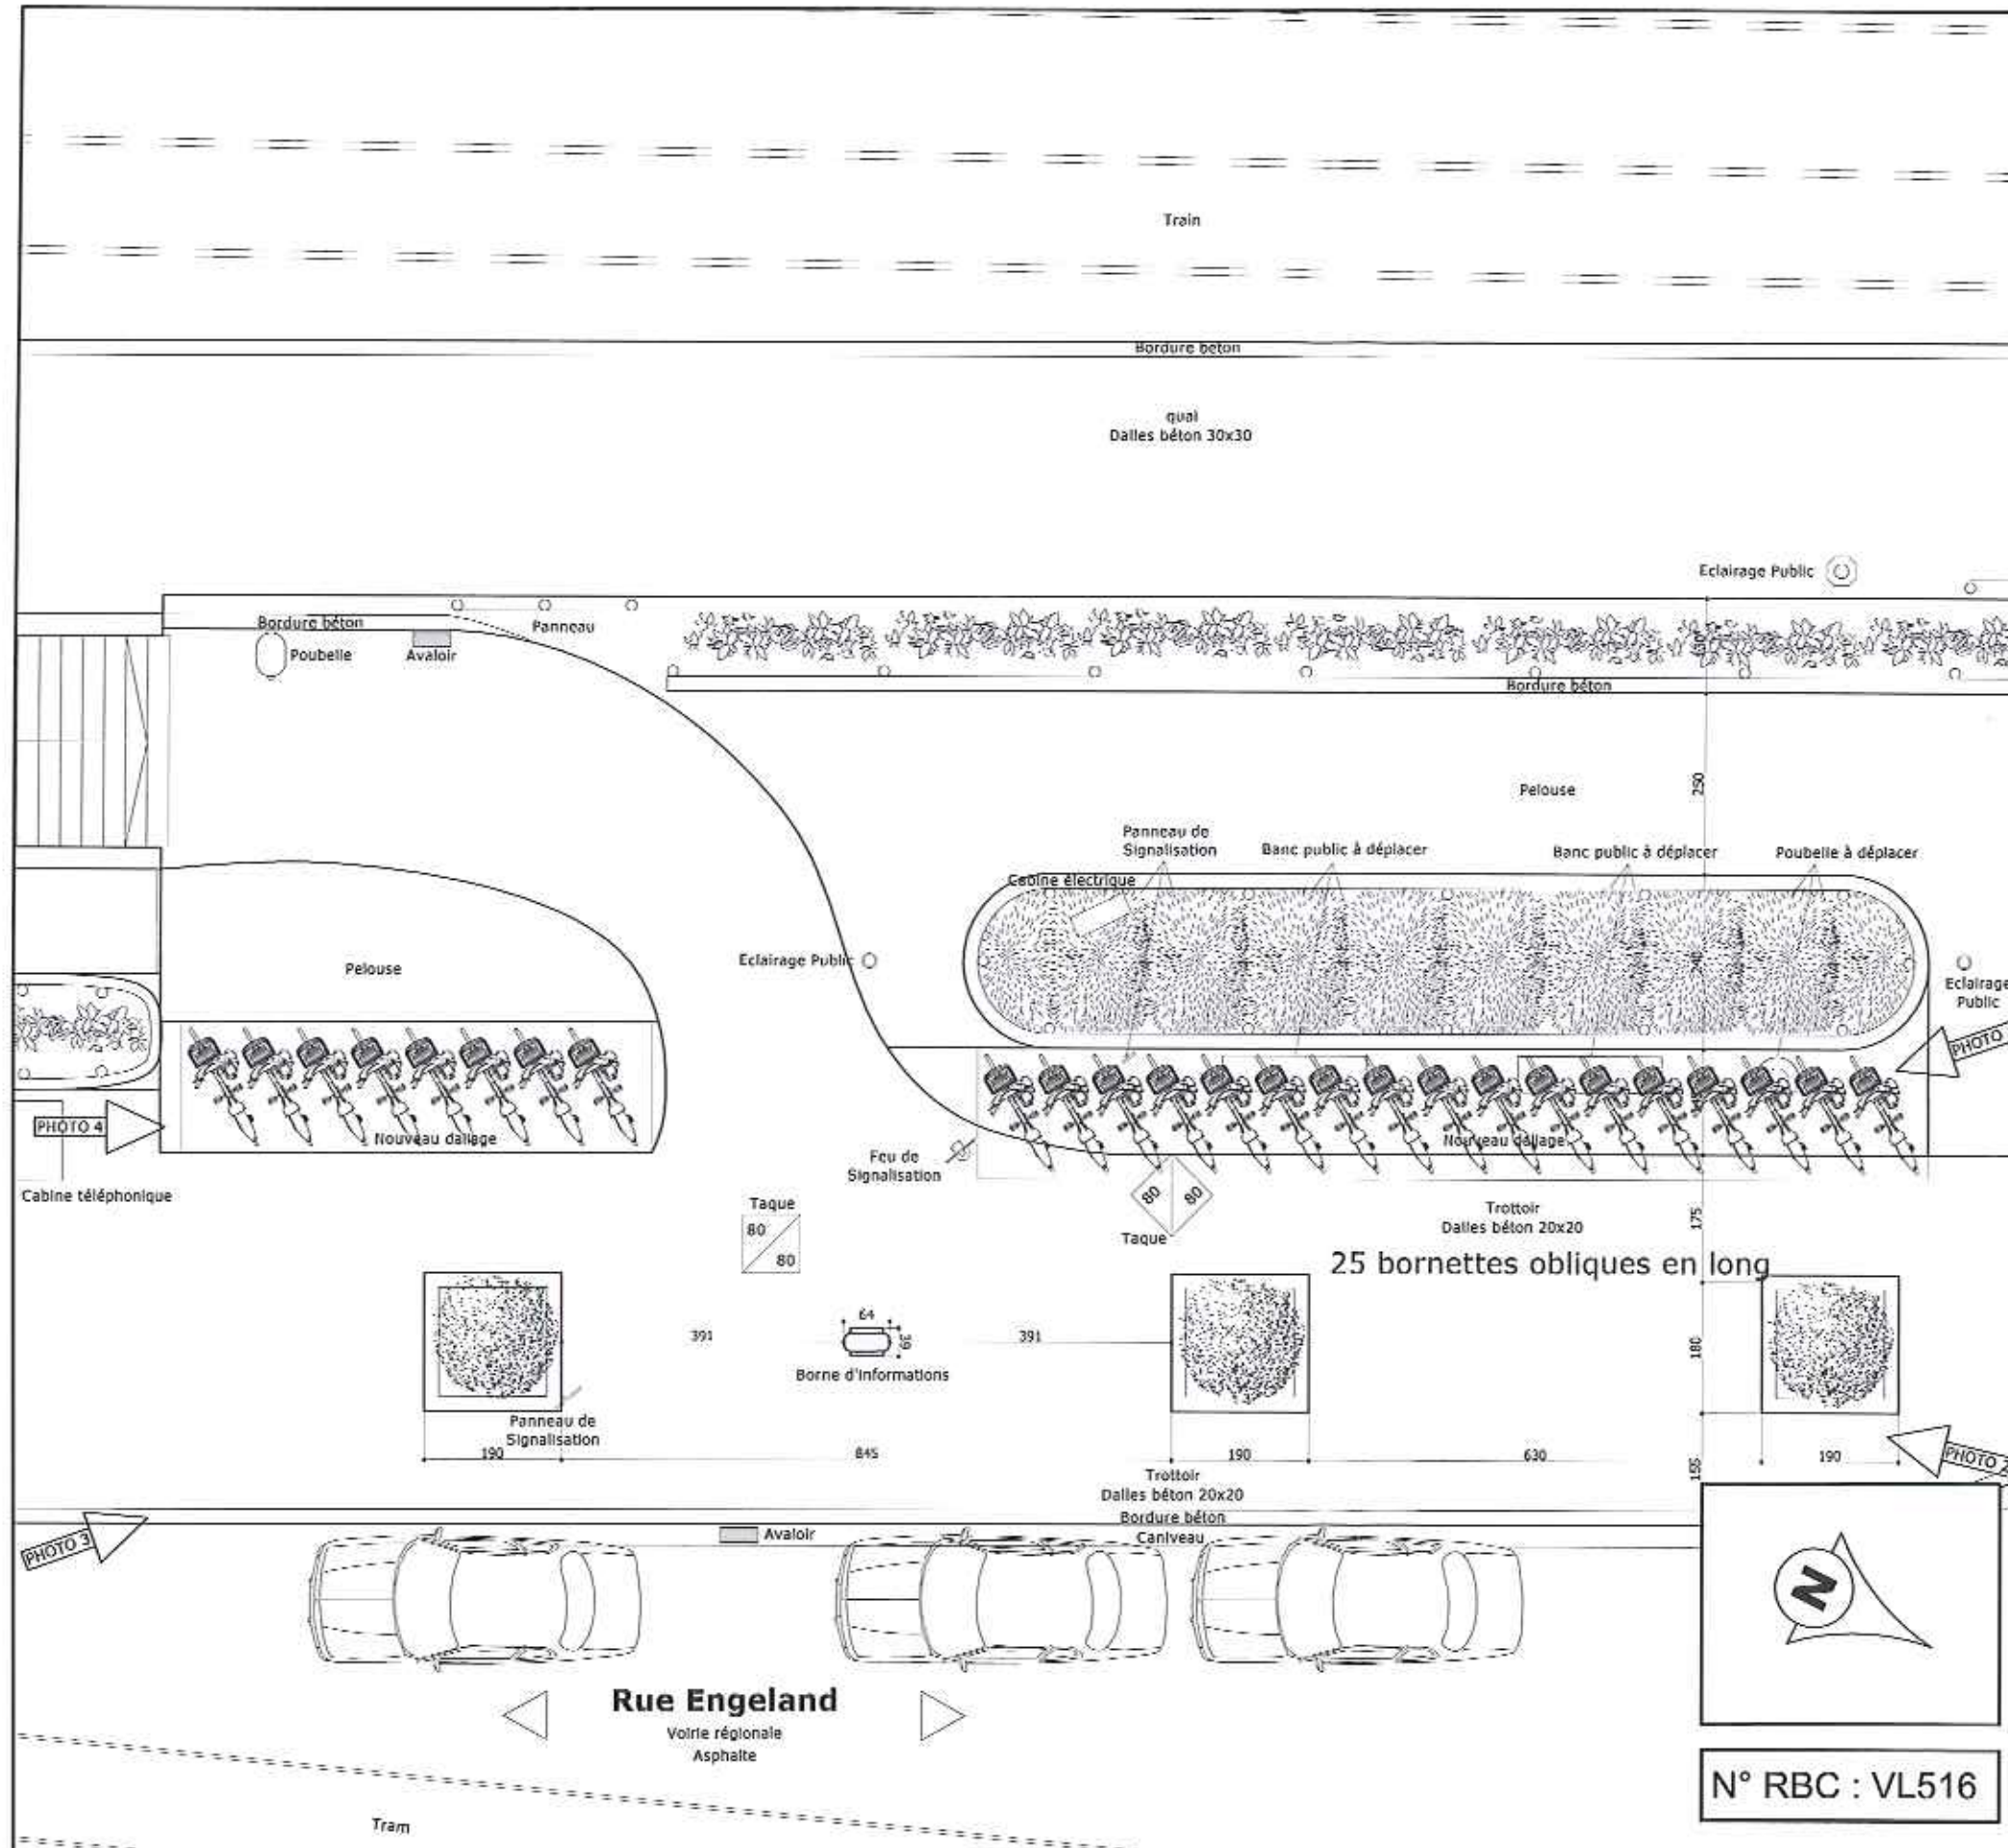 Train
Bordure béton
quai
Dalles béton 30x30
Eclairage Public
Bordure béton
Panneau
Poubelle
Avaloir
Bordure béton
Pelouse
250
Panneau de
Signalisation
Banc public à déplacer
Banc public à déplacer
Poubelle à déplacer
Cabine électrique
Eclairage Public
Pelouse
Eclairage
Public
PHOTO
PHOTO 4
Nouveau dallage
Nouveau dallage
Feu de
Signalisation
Cabine téléphonique
Taque
80
80
80
80
Taque
Trottoir
Dalles béton 20x20
175
25 bornettes obliques en long
391
64
39
391
Borne d'informations
180
Panneau de
Signalisation
190
845
190
630
190
155
PHOTO 2
Trottoir
Dalles béton 20x20
Bordure béton
Caniveau
Avaloir
PHOTO 3
N
Rue Engeland
Voirie régionale
Asphalte
N° RBC : VL516
Tram